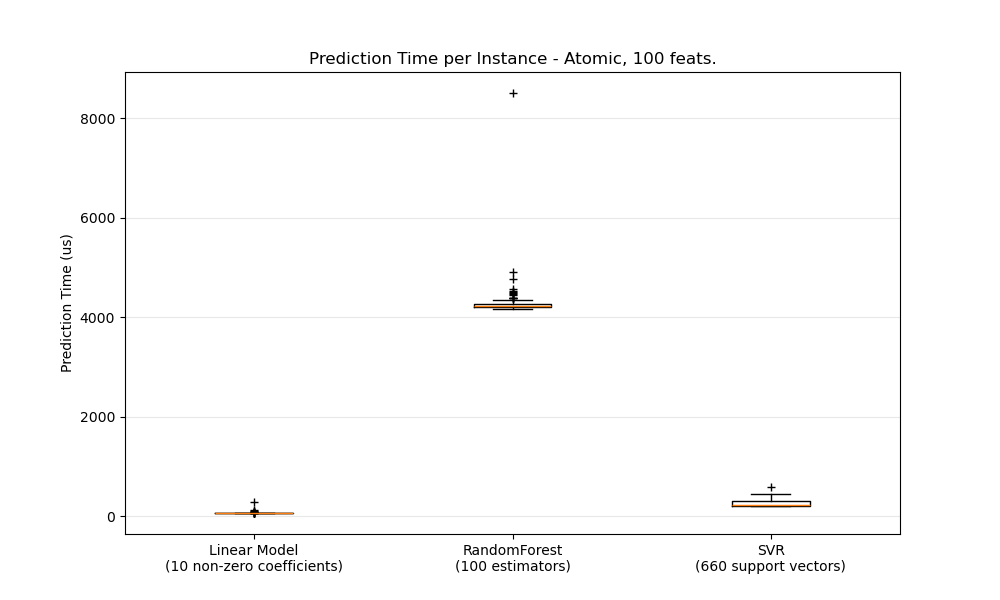 Prediction Time per Instance - Atomic, 100 feats.
Prediction Time (us)
8000
6000
4000
2000
0
Linear Model
(10 non-zero coefficients)
RandomForest
(100 estimators)
SVR
(660 support vectors)